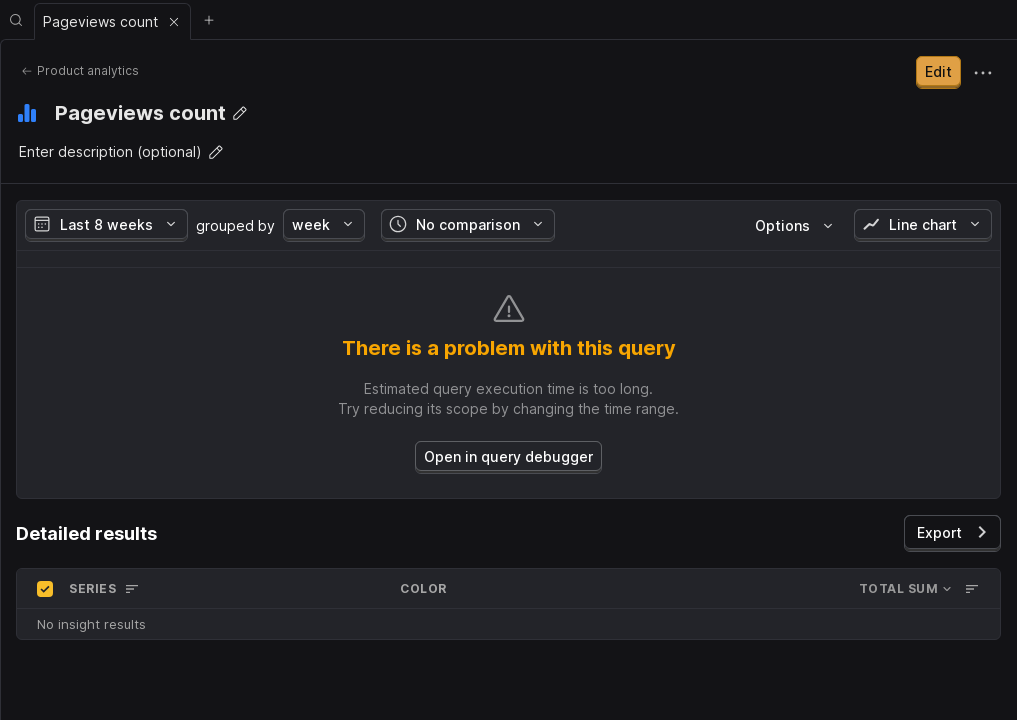 Pageviews count
Product analytics
Edit
Pageviews count
Enter description (optional)
Last 8 weeks grouped by week No comparison Options Line chart
There is a problem with this query
Estimated query execution time is too long.
Try reducing its scope by changing the time range.
Open in query debugger
Detailed results
Export
SERIES COLOR TOTAL SUM
No insight results